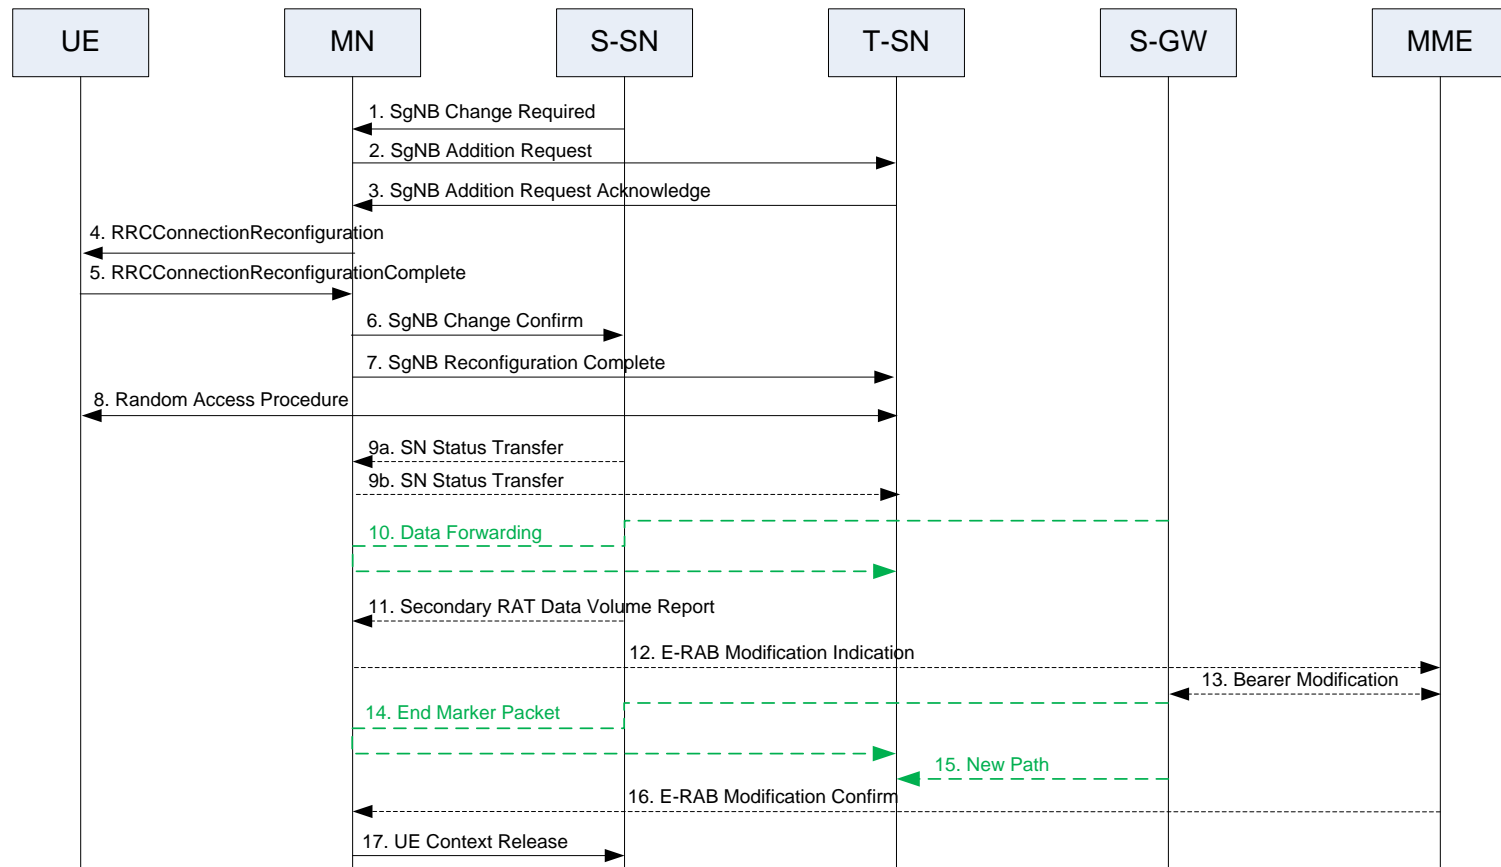 UE
MN
S-SN
T-SN
S-GW
MME
1. SgNB Change Required
2. SgNB Addition Request
3. SgNB Addition Request Acknowledge
4. RRCConnectionReconfiguration
5. RRCConnectionReconfigurationComplete
6. SgNB Change Confirm
7. SgNB Reconfiguration Complete
8. Random Access Procedure
9a. SN Status Transfer
9b. SN Status Transfer
10. Data Forwarding
11. Secondary RAT Data Volume Report
12. E-RAB Modification Indication
13. Bearer Modification
14. End Marker Packet
15. New Path
16. E-RAB Modification Confirm
17. UE Context Release